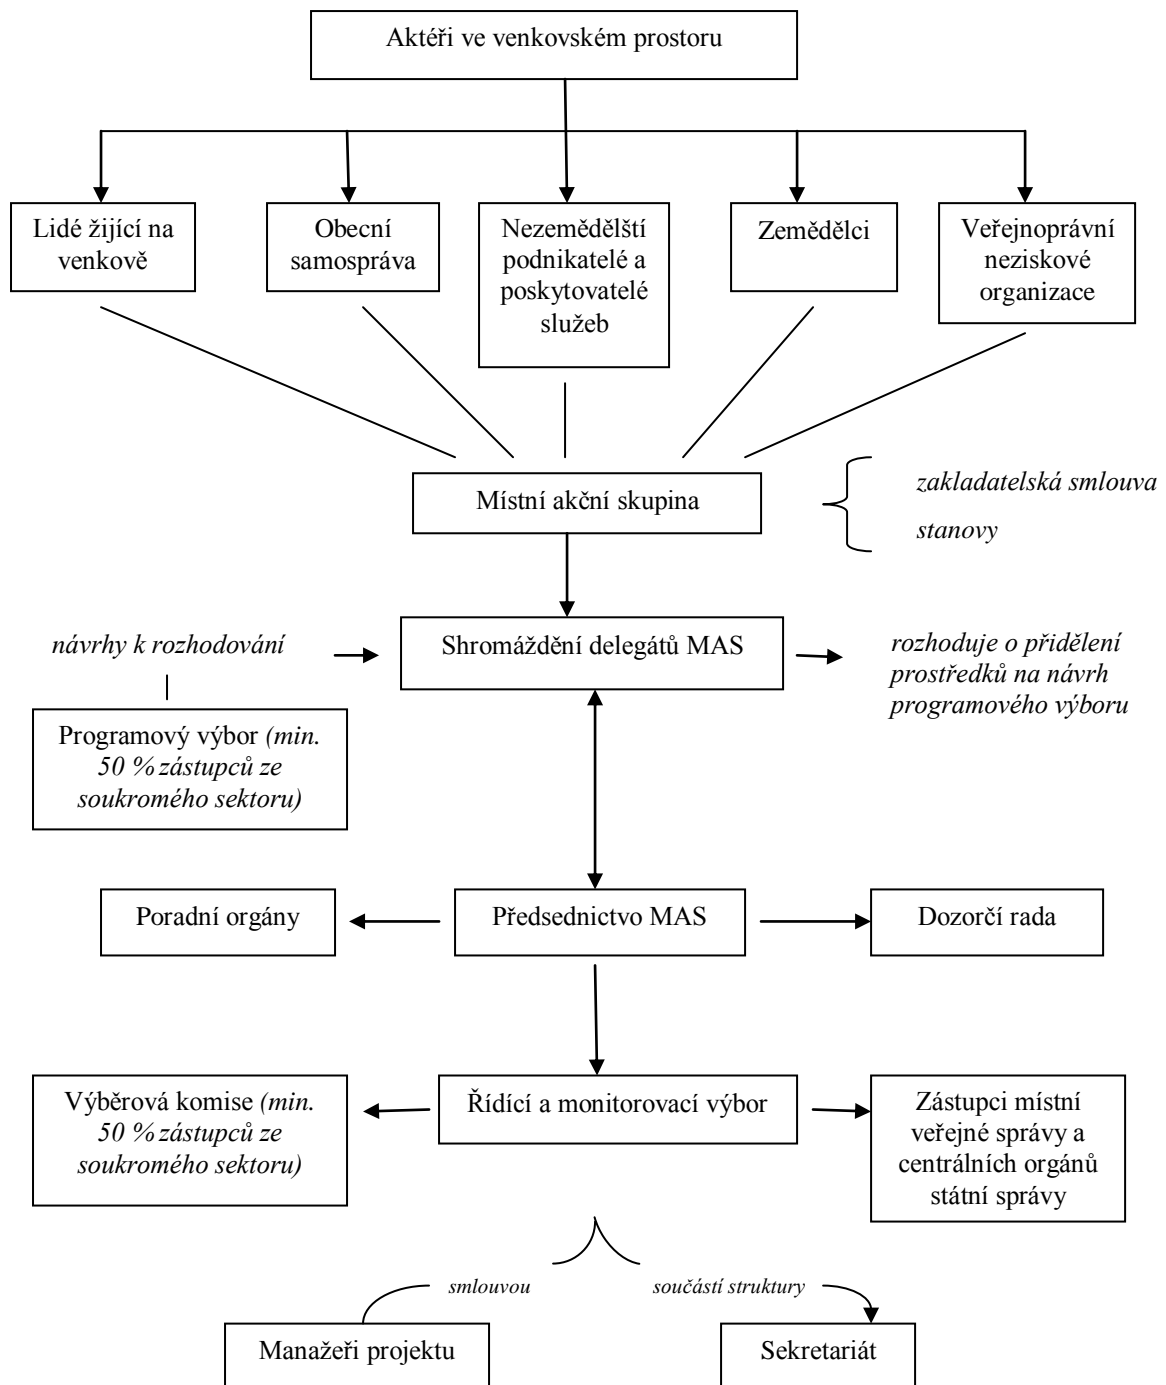 Aktéři ve venkovském prostoru
Lidé žijící na
venkově
Obecní
samospráva
Nezemědělští
podnikatelé a
poskytovatelé
služeb
Zemědělci
Veřejnoprávní
neziskové
organizace
Místní akční skupina
zakladatelská smlouva
stanovy
návrhy k rozhodování
Shromáždění delegátů MAS
rozhoduje o přidělení
prostředků na návrh
programového výboru
Programový výbor (min.
50 % zástupců ze
soukromého sektoru)
Poradní orgány
Předsednictvo MAS
Dozorčí rada
Výběrová komise (min.
50 % zástupců ze
soukromého sektoru)
Řídící a monitorovací výbor
Zástupci místní
veřejné správy a
centrálních orgánů
státní správy
smlouvou
součástí struktury
Manažeři projektu
Sekretariát